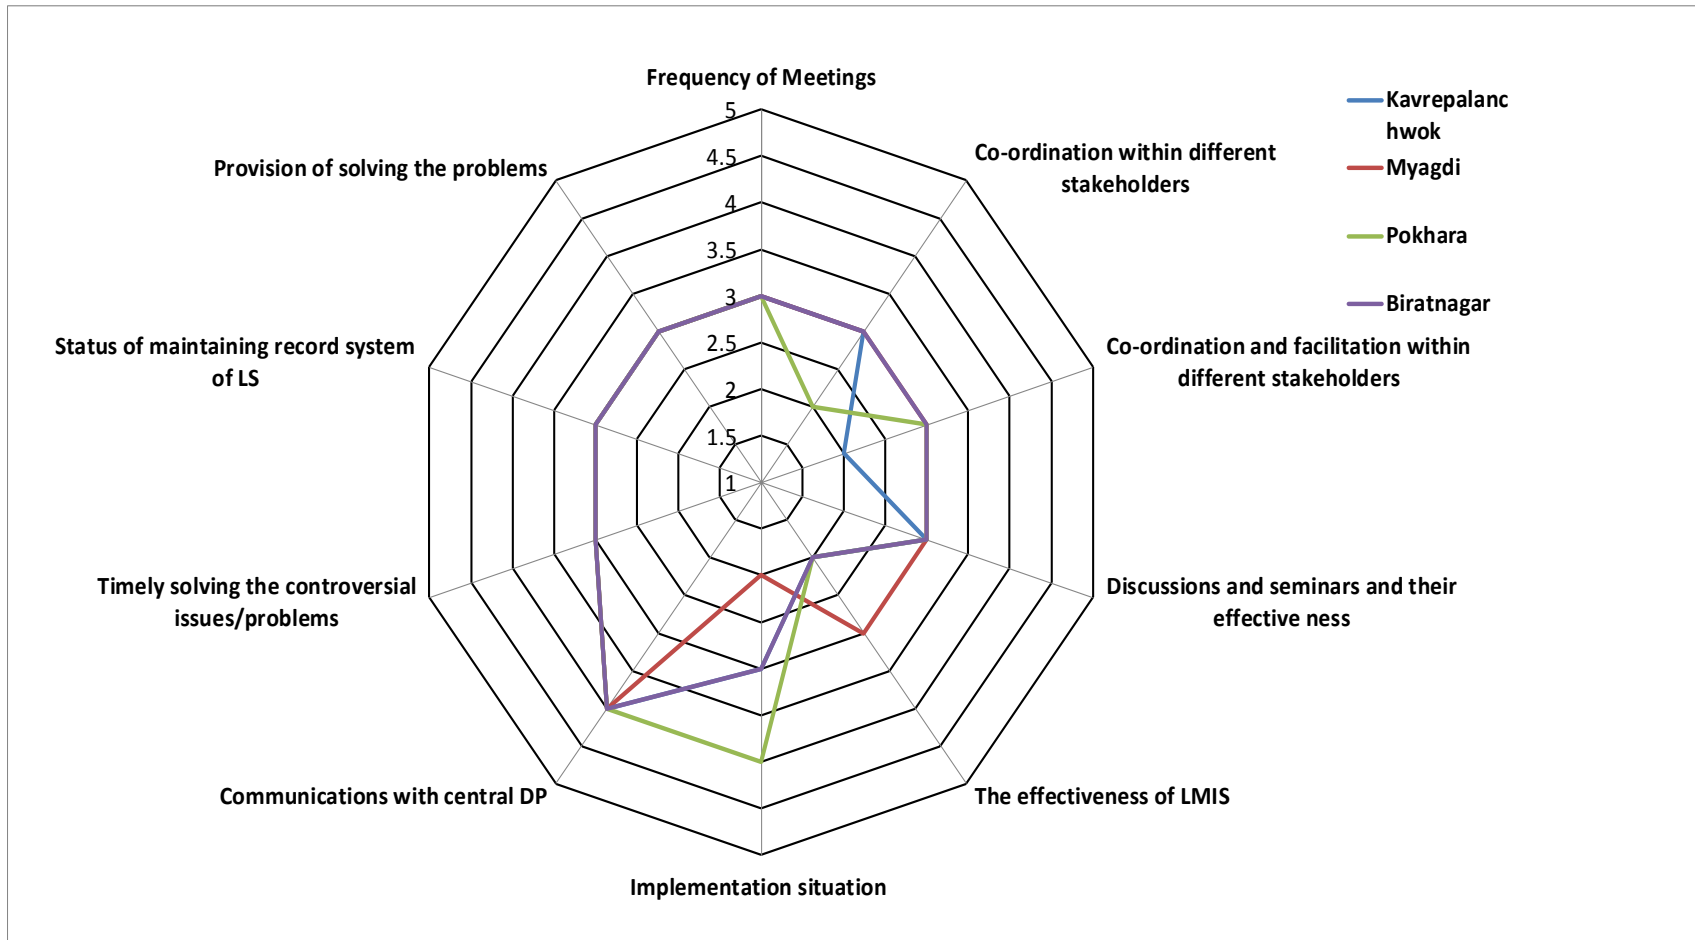 Frequency of Meetings
Co-ordination within different
stakeholders
Co-ordination and facilitation within
different stakeholders
Discussions and seminars and their
effective ness
The effectiveness of LMIS
Implementation situation
Communications with central DP
Timely solving the controversial
issues/problems
Status of maintaining record system
of LS
Provision of solving the problems
5
4.5
4
3.5
3
2.5
2
1.5
1
Kavrepalanc
hwok
Myagdi
Pokhara
Biratnagar